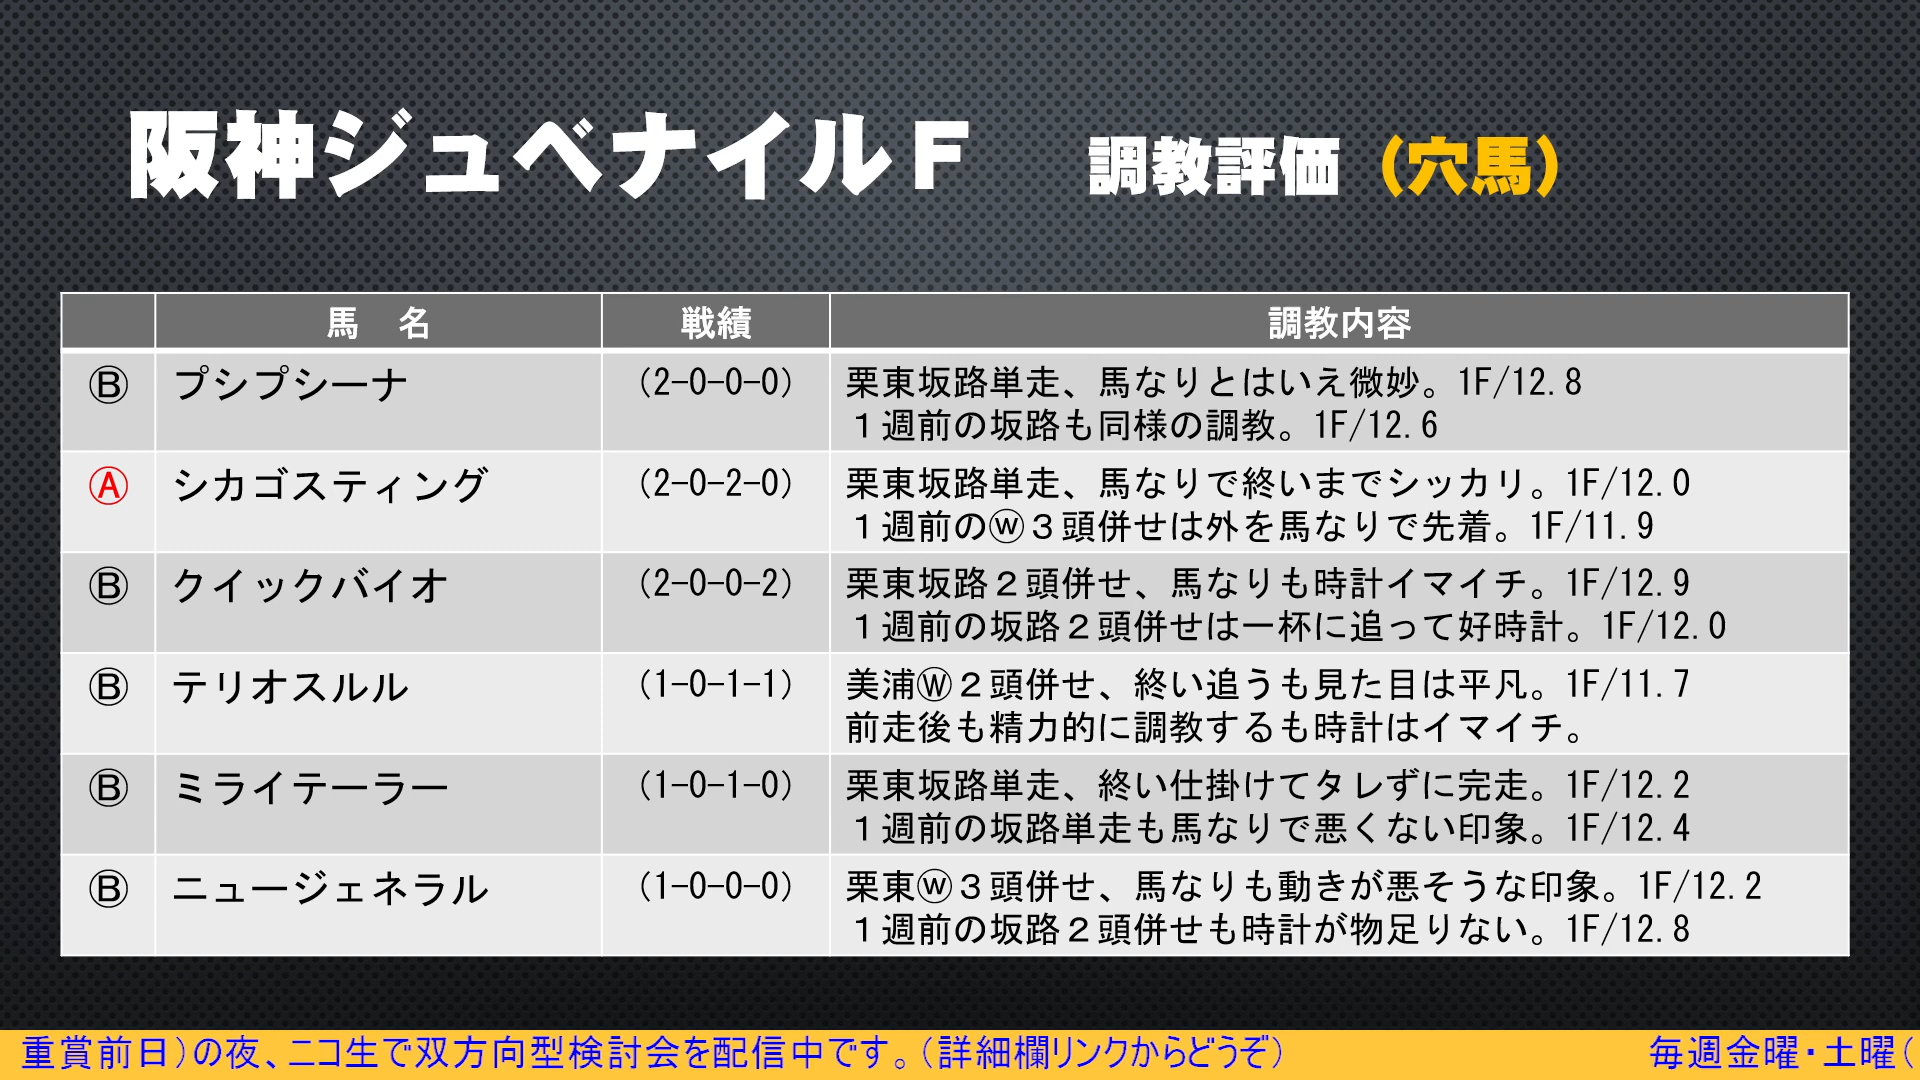 阪神ジュベナイルＦ　調教評価（穴馬）
馬　名　戦績　調教内容
Ⓑ　プシプシーナ　(2-0-0-0)　栗東坂路単走、馬なりとはいえ微妙。1F/12.8
１週前の坂路も同様の調教。1F/12.6
Ⓐ　シカゴスティング　(2-0-2-0)　栗東坂路単走、馬なりで終いまでシッカリ。1F/12.0
１週前のⓦ３頭併せは外を馬なりで先着。1F/11.9
Ⓑ　クイックバイオ　(2-0-0-2)　栗東坂路２頭併せ、馬なりも時計イマイチ。1F/12.9
１週前の坂路２頭併せは一杯に追って好時計。1F/12.0
Ⓑ　テリオスルル　(1-0-1-1)　美浦Ⓦ２頭併せ、終い追うも見た目は平凡。1F/11.7
前走後も精力的に調教するも時計はイマイチ。
Ⓑ　ミライテーラー　(1-0-1-0)　栗東坂路単走、終い仕掛けてタレずに完走。1F/12.2
１週前の坂路単走も馬なりで悪くない印象。1F/12.4
Ⓑ　ニュージェネラル　(1-0-0-0)　栗東ⓦ３頭併せ、馬なりも動きが悪そうな印象。1F/12.2
１週前の坂路２頭併せも時計が物足りない。1F/12.8
重賞前日）の夜、ニコ生で双方向型検討会を配信中です。（詳細欄リンクからどうぞ）　毎週金曜・土曜（